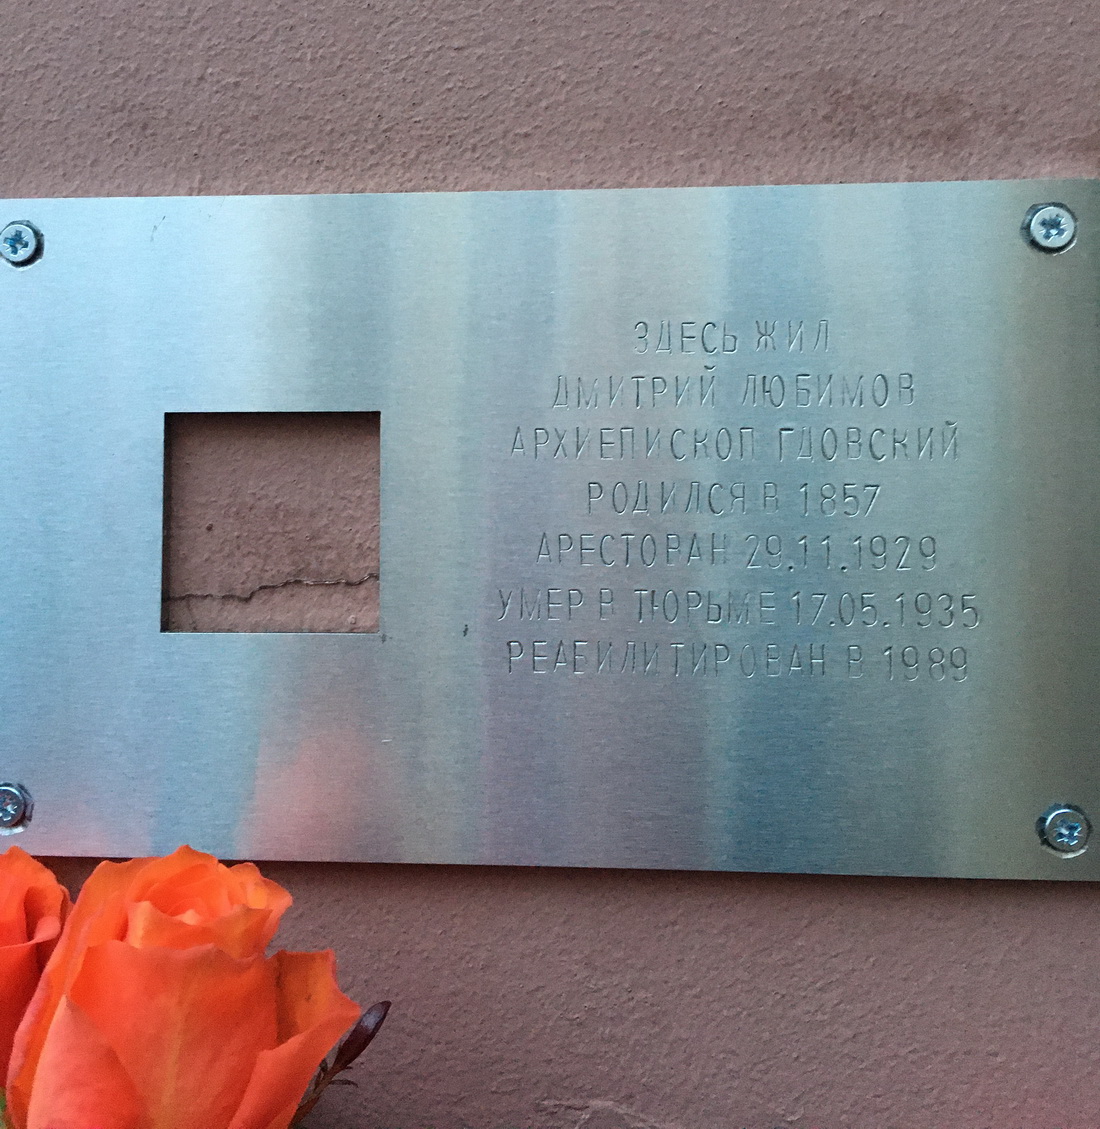 ЗДЕСЬ ЖИЛ
ДМИТРИЙ ЛЮБИМОВ
АРХИЕПИСКОП ГДОВСКИЙ
РОДИЛСЯ В 1857
АРЕСТОВАН 29.11.1929
УМЕР В ТЮРЬМЕ 17.05.1935
РЕАБИЛИТИРОВАН В 1989